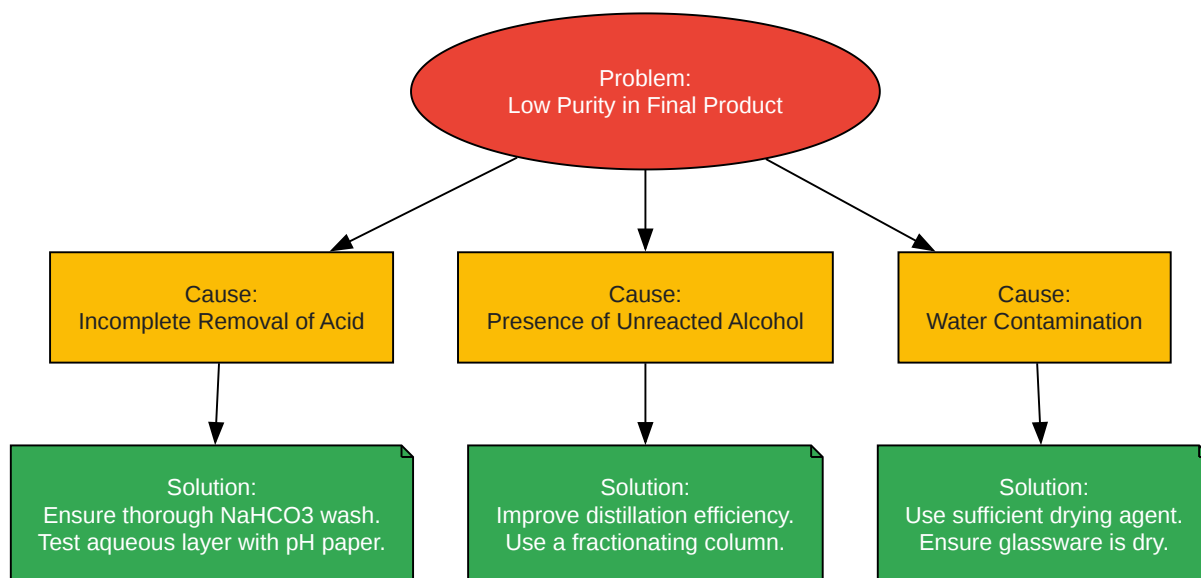 Problem:
Low Purity in Final Product
Cause:
Incomplete Removal of Acid
Cause:
Presence of Unreacted Alcohol
Cause:
Water Contamination
Solution:
Ensure thorough NaHCO3 wash.
Test aqueous layer with pH paper.
Solution:
Improve distillation efficiency.
Use a fractionating column.
Solution:
Use sufficient drying agent.
Ensure glassware is dry.